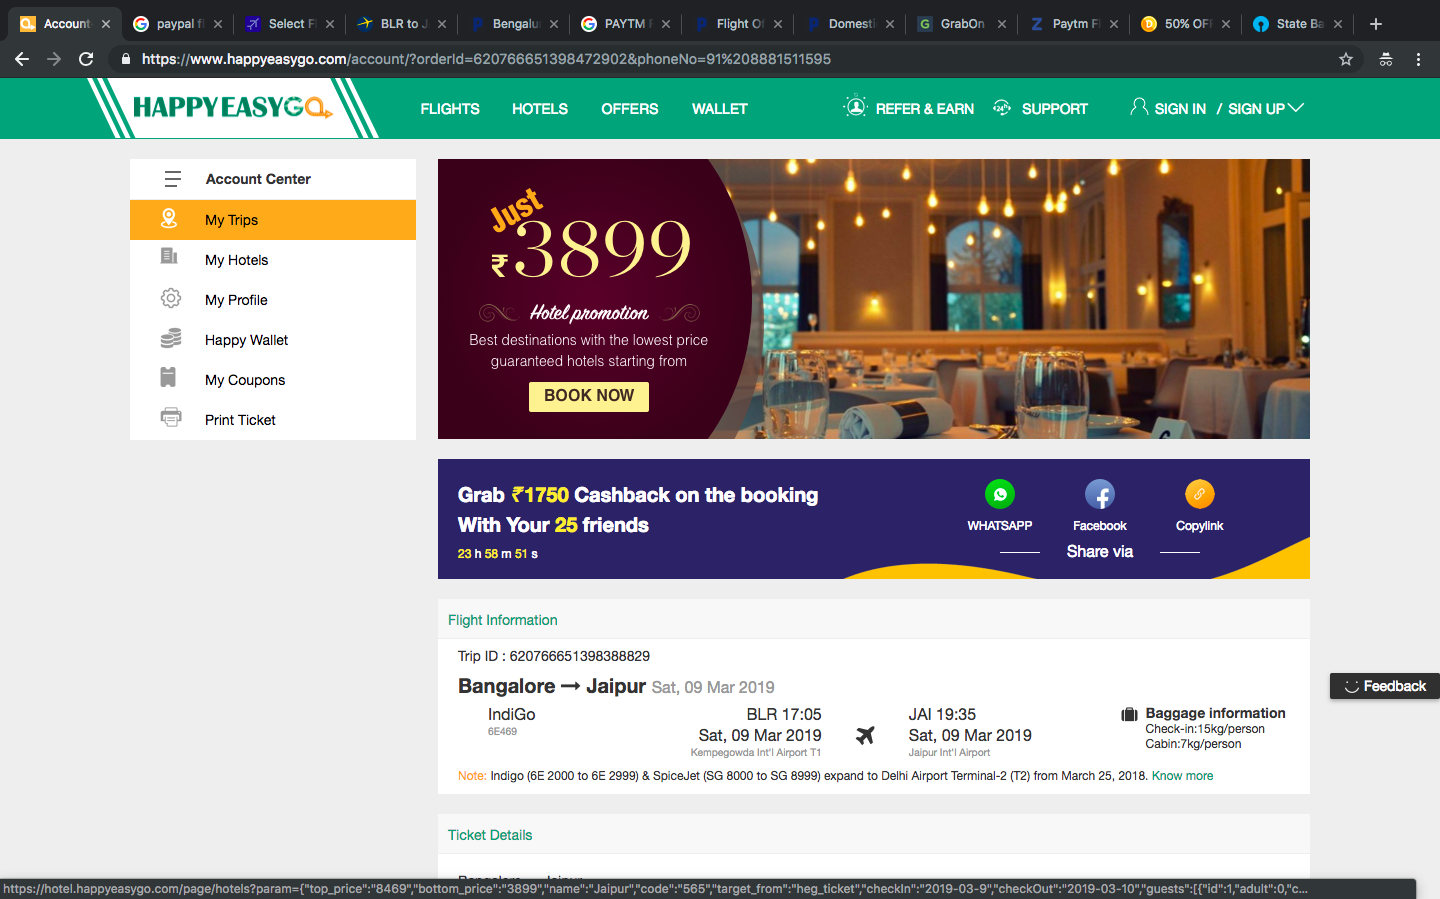 Account
paypal f
Select F
BLR to J
Bengalu
PAYTM F
Flight Of
Domesti
GrabOn
Paytm F
50% OF
State Ba
https://www.happyeasygo.com/account/?orderId=620766651398472902&phoneNo=91%208881511595
HAPPYEASYGO
FLIGHTS
HOTELS
OFFERS
WALLET
REFER & EARN
24h
SUPPORT
SIGN IN / SIGN UP
Account Center
My Trips
My Hotels
My Profile
Happy Wallet
My Coupons
Print Ticket
Just
₹3899
Hotel promotion
Best destinations with the lowest price
guaranteed hotels starting from
BOOK NOW
Grab ₹1750 Cashback on the booking
With Your 25 friends
23 h 58 m 51 s
WHATSAPP
Facebook
Copylink
Share via
Flight Information
Trip ID : 620766651398388829
Bangalore → Jaipur Sat, 09 Mar 2019
IndiGo
6E469
BLR 17:05
Sat, 09 Mar 2019
Kempegowda Int'l Airport T1
JAI 19:35
Sat, 09 Mar 2019
Jaipur Int'l Airport
Baggage information
Check-in:15kg/person
Cabin:7kg/person
Note: Indigo (6E 2000 to 6E 2999) & SpiceJet (SG 8000 to SG 8999) expand to Delhi Airport Terminal-2 (T2) from March 25, 2018. Know more
Feedback
Ticket Details
https://hotel.happyeasygo.com/page/hotels?param={"top_price":"8469","bottom_price":"3899","name":"Jaipur","code":"565","target_from":"heg_ticket","checkIn":"2019-03-9","checkOut":"2019-03-10","guests":[{"id":1,"adult":0,"c...